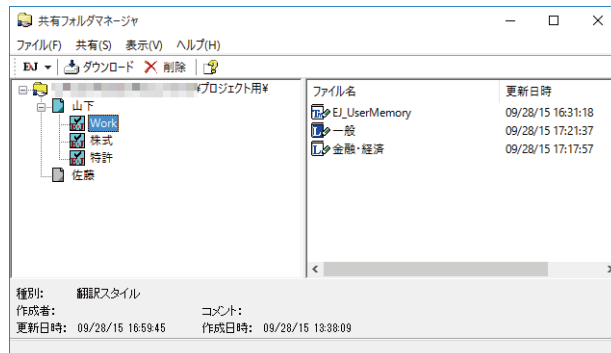 共有フォルダマネージャ
ファイル(F) 共有(S) 表示(V) ヘルプ(H)
EJ ダウンロード 削除
¥プロジェクト用¥
山下
Work
株式
特許
佐藤
ファイル名 更新日時
EJ_UserMemory 09/28/15 16:31:18
一般 09/28/15 17:21:37
金融・経済 09/28/15 17:17:57
種別: 翻訳スタイル
作成者: コメント:
更新日時: 09/28/15 16:59:45 作成日時: 09/28/15 13:38:09